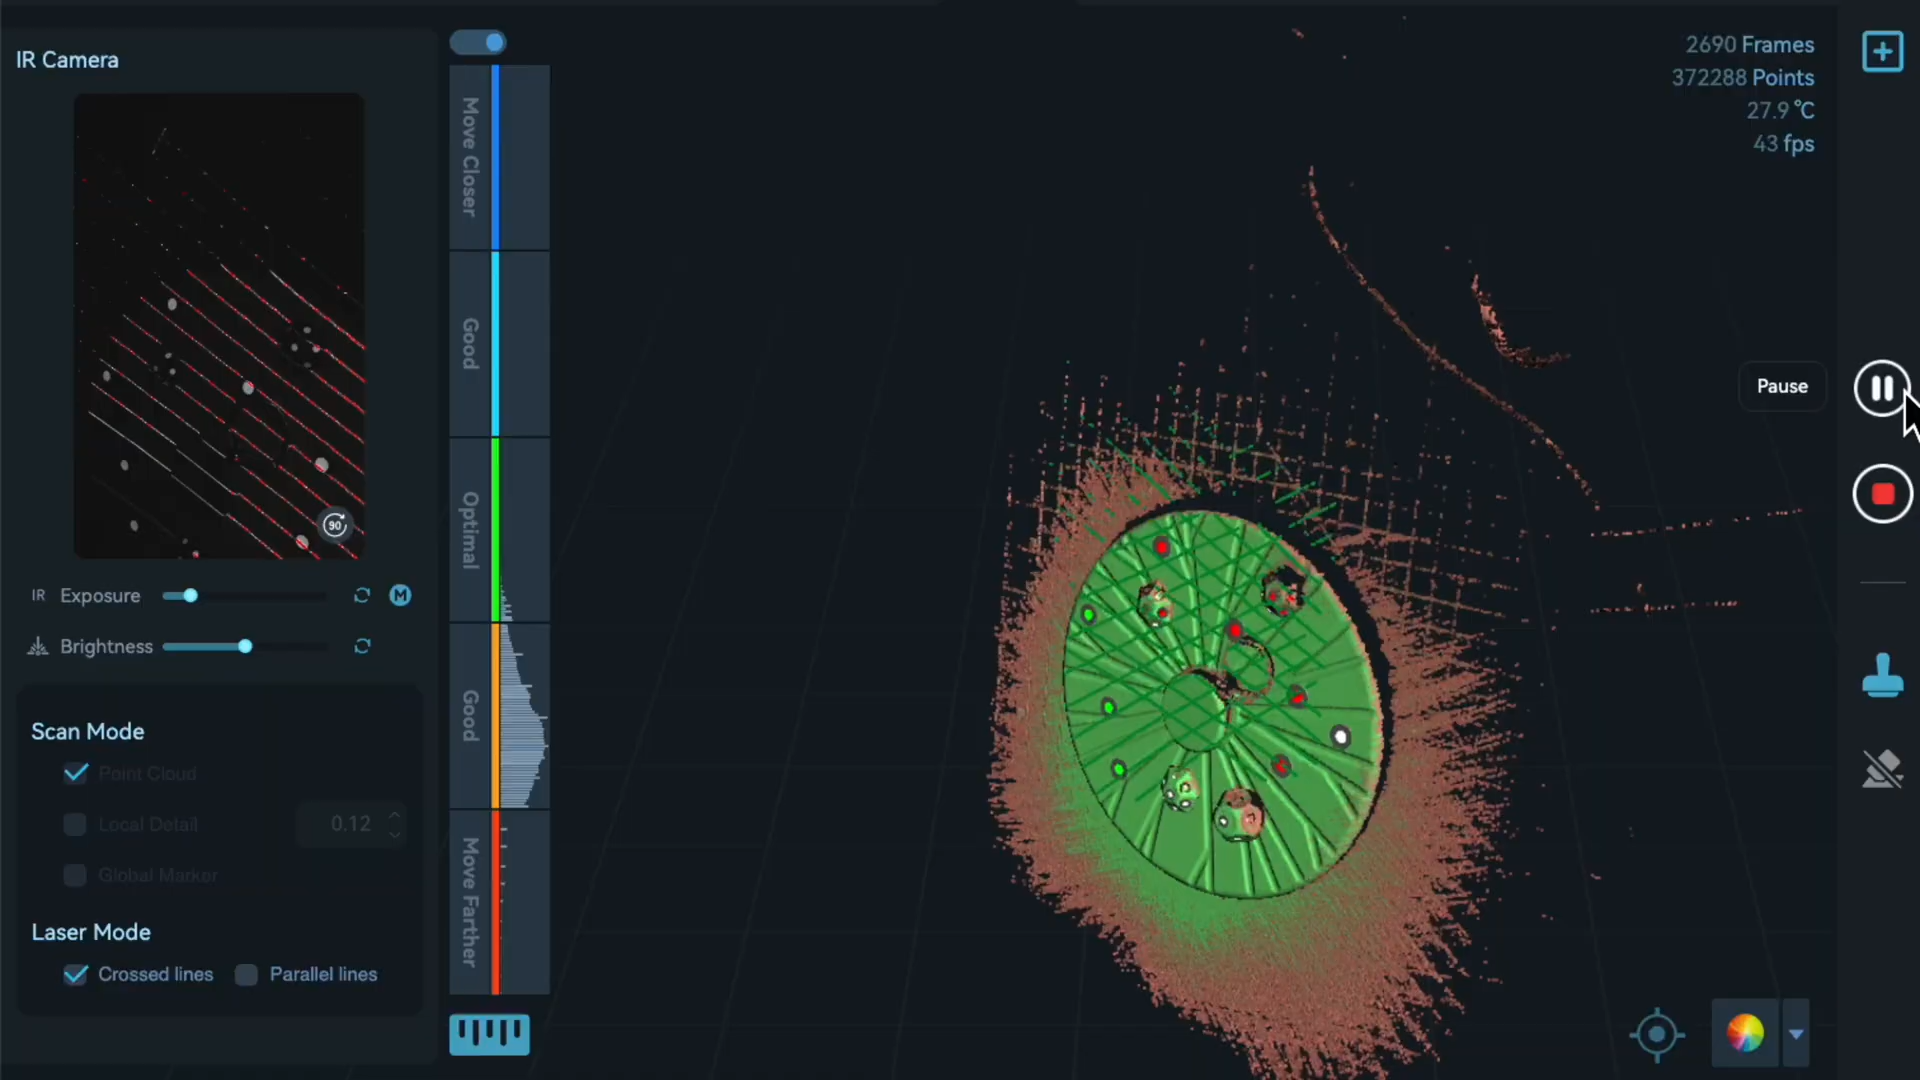 IR Camera
90
IR Exposure
M
Brightness
Scan Mode
Point Cloud
Local Detail 0.12
Global Marker
Laser Mode
Crossed lines Parallel lines
Move Closer
Good
Optimal
Good
Move Farther
2690 Frames
372288 Points
27.9 ℃
43 fps
Pause